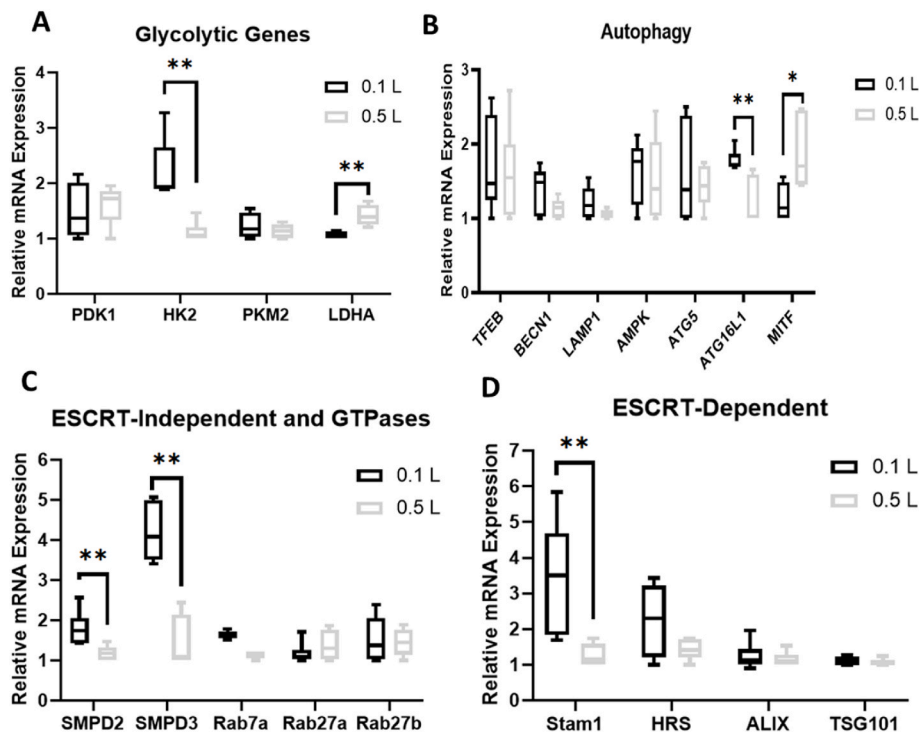 A
Glycolytic Genes
Relative mRNA Expression
4
3
2
1
0
**
**
0.1 L
0.5 L
PDK1 HK2 PKM2 LDHA
B
Autophagy
Relative mRNA Expression
3
2
1
0
**
*
0.1 L
0.5 L
TFEB BECN1 LAMP1 AMPK ATG5 ATG16L1 MITF
C
ESCRT-Independent and GTPases
Relative mRNA Expression
6
5
4
3
2
1
0
**
**
0.1 L
0.5 L
SMPD2 SMPD3 Rab7a Rab27a Rab27b
D
ESCRT-Dependent
Relative mRNA Expression
7
6
5
4
3
2
1
0
**
0.1 L
0.5 L
Stam1 HRS ALIX TSG101